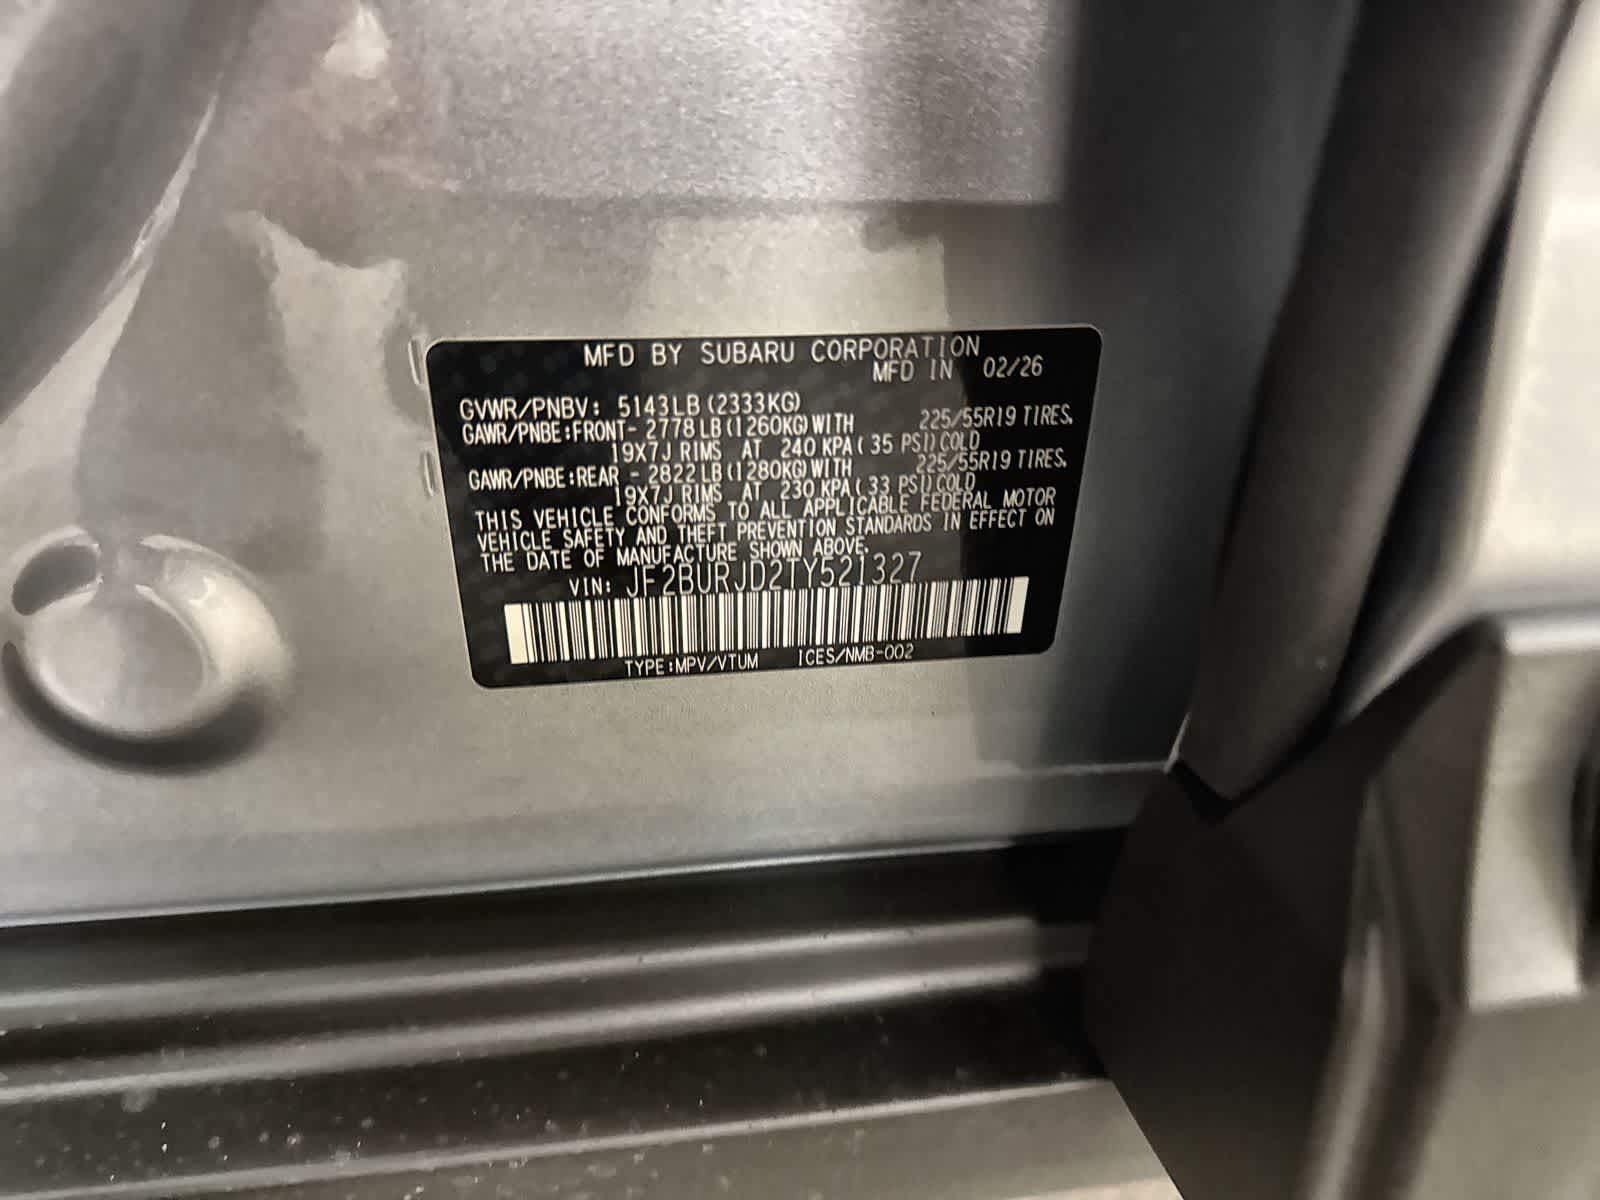 MFD BY SUBARU CORPORATION
MFD IN 02/26
GVWR/PNBV: 5143LB(2333KG)
GAWR/PNBE:FRONT- 2778LB(1260KG)WITH 225/55R19 TIRES.
19X7J RIMS AT 240 KPA( 35 PSI)COLD
GAWR/PNBE:REAR - 2822LB(1280KG)WITH 225/55R19 TIRES.
19X7J RIMS AT 230 KPA( 33 PSI)COLD
THIS VEHICLE CONFORMS TO ALL APPLICABLE FEDERAL MOTOR
VEHICLE SAFETY AND THEFT PREVENTION STANDARDS IN EFFECT ON
THE DATE OF MANUFACTURE SHOWN ABOVE.
VIN: JF2BURJD2TY521327
TYPE:MPV/VTUM ICES/NMB-002